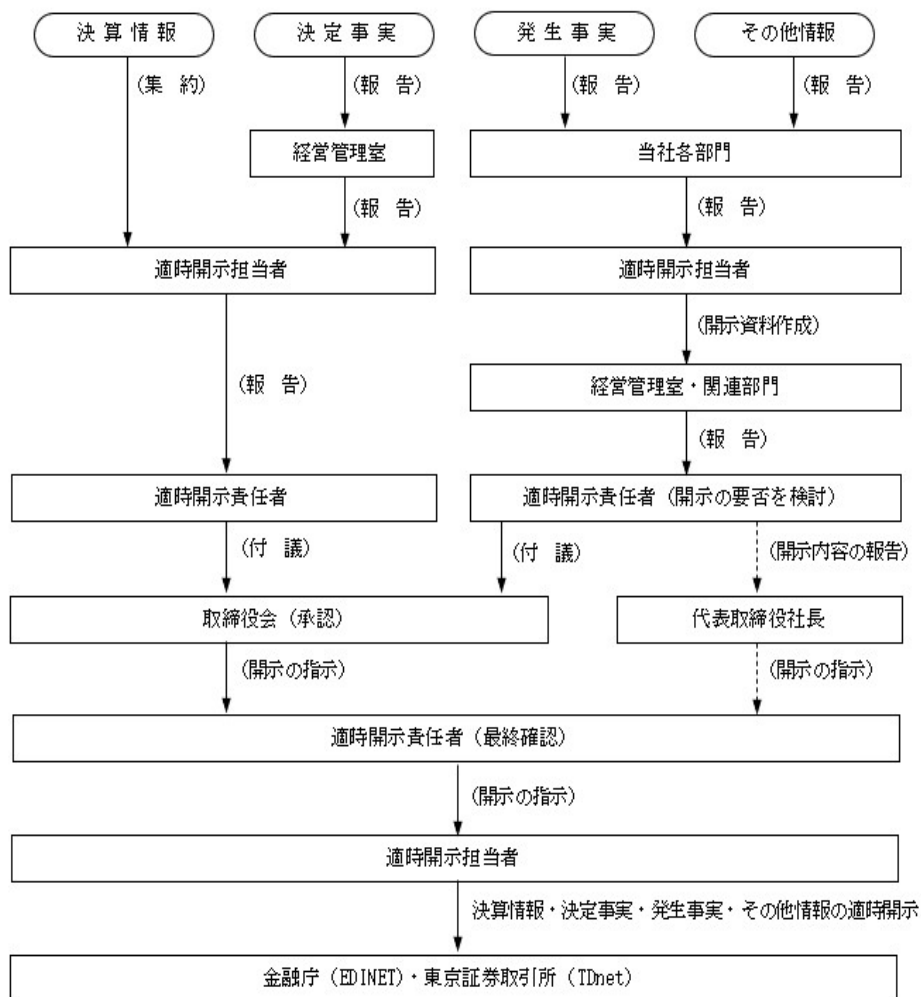 決算情報 決定事実 発生事実 その他情報
(集 約) (報 告) (報 告) (報 告)
経営管理室 当社各部門
(報 告) (報 告)
適時開示担当者 適時開示担当者
(開示資料作成)
(報 告) 経営管理室・関連部門
(報 告)
適時開示責任者 適時開示責任者 (開示の要否を検討)
(付 議) (付 議) (開示内容の報告)
取締役会 (承認) 代表取締役社長
(開示の指示) (開示の指示)
適時開示責任者 (最終確認)
(開示の指示)
適時開示担当者
決算情報・決定事実・発生事実・その他情報の適時開示
金融庁 (EDINET)・東京証券取引所 (TDnet)